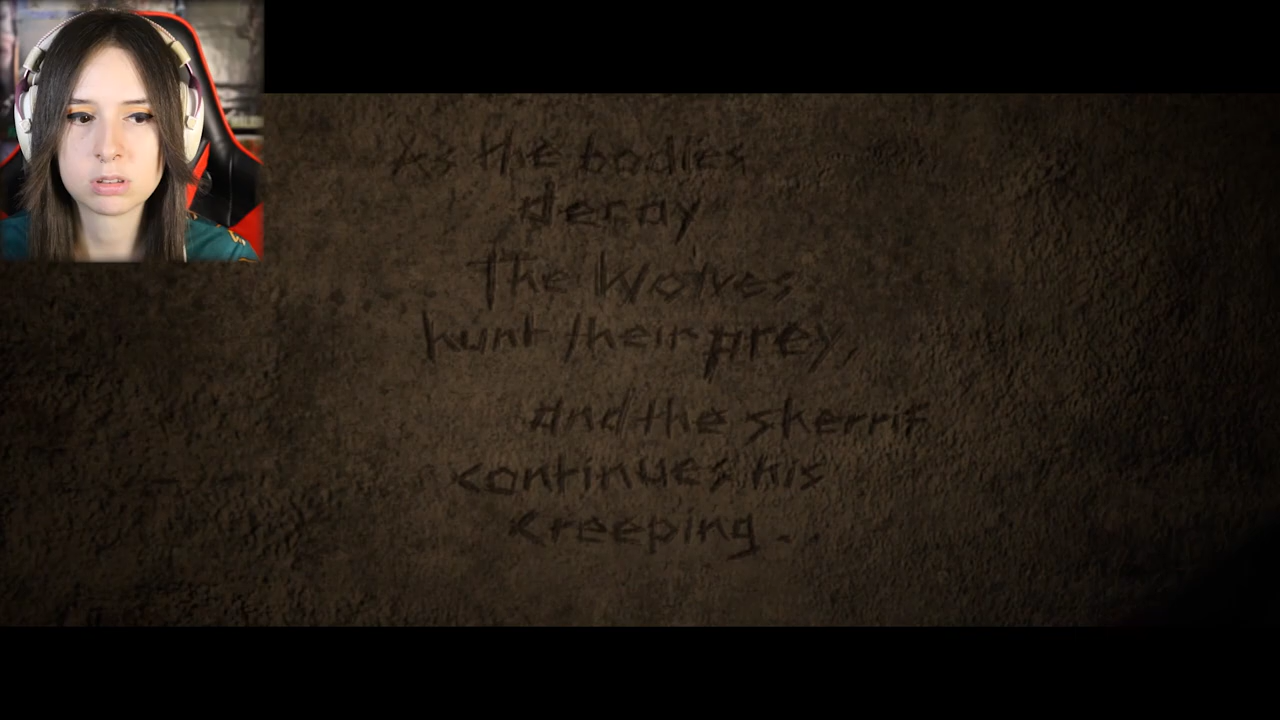 As the bodies
decay
The Wolves
hunt their prey,
and the sherrif
continues his
creeping..